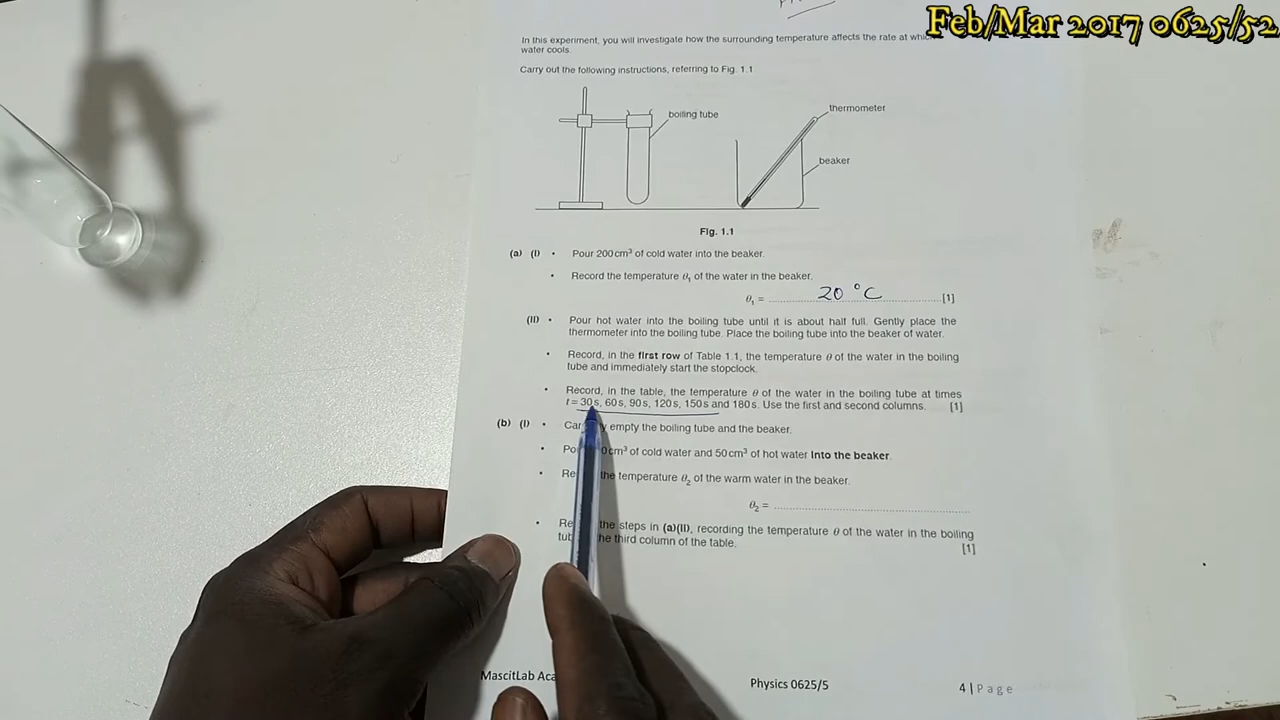 Feb/Mar 2017 0625/52
In this experiment, you will investigate how the surrounding temperature affects the rate at
water cools.
Carry out the following instructions, referring to Fig. 1.1
boiling tube
thermometer
beaker
Fig. 1.1
(a) (i) • Pour 200 cm³ of cold water into the beaker.
• Record the temperature θ₁ of the water in the beaker.
θ₁ = 20 °C [1]
(ii) • Pour hot water into the boiling tube until it is about half full. Gently place the
thermometer into the boiling tube. Place the boiling tube into the beaker of water.
• Record, in the first row of Table 1.1, the temperature θ of the water in the boiling
tube and immediately start the stopclock.
• Record, in the table, the temperature θ of the water in the boiling tube at times
t = 30 s, 60 s, 90 s, 120 s, 150 s and 180 s. Use the first and second columns. [1]
(b) (i) • empty the boiling tube and the beaker.
• of cold water and 50 cm³ of hot water into the beaker.
• the temperature θ₂ of the warm water in the beaker.
θ₂ =
• the steps in (a)(ii), recording the temperature θ of the water in the boiling
the third column of the table. [1]
MascitLab
Physics 0625/5
4 | Page